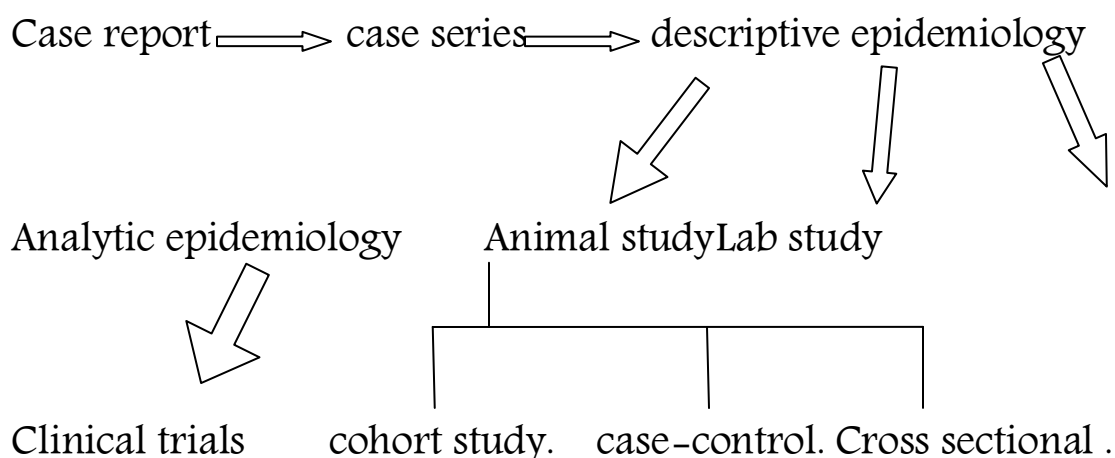 Case report case series descriptive epidemiology
Analytic epidemiology Animal studyLab study
Clinical trials cohort study. case-control. Cross sectional .